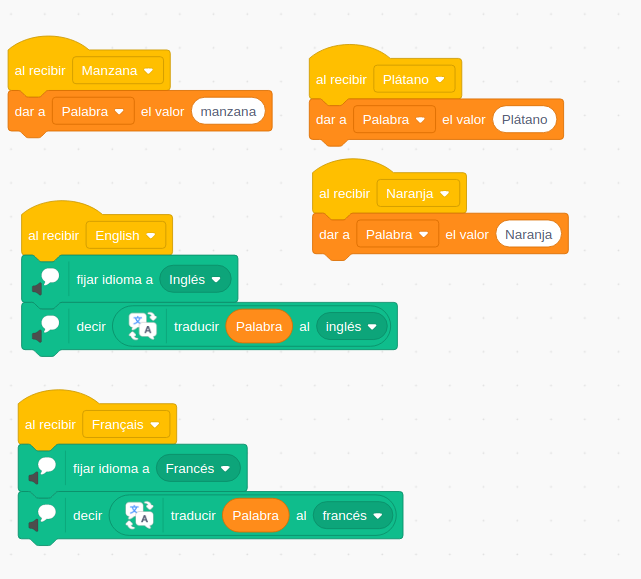 al recibir Manzana
dar a Palabra el valor manzana
al recibir Plátano
dar a Palabra el valor Plátano
al recibir Naranja
dar a Palabra el valor Naranja
al recibir English
fijar idioma a Inglés
decir 文 A traducir Palabra al inglés
al recibir Français
fijar idioma a Francés
decir 文 A traducir Palabra al francés